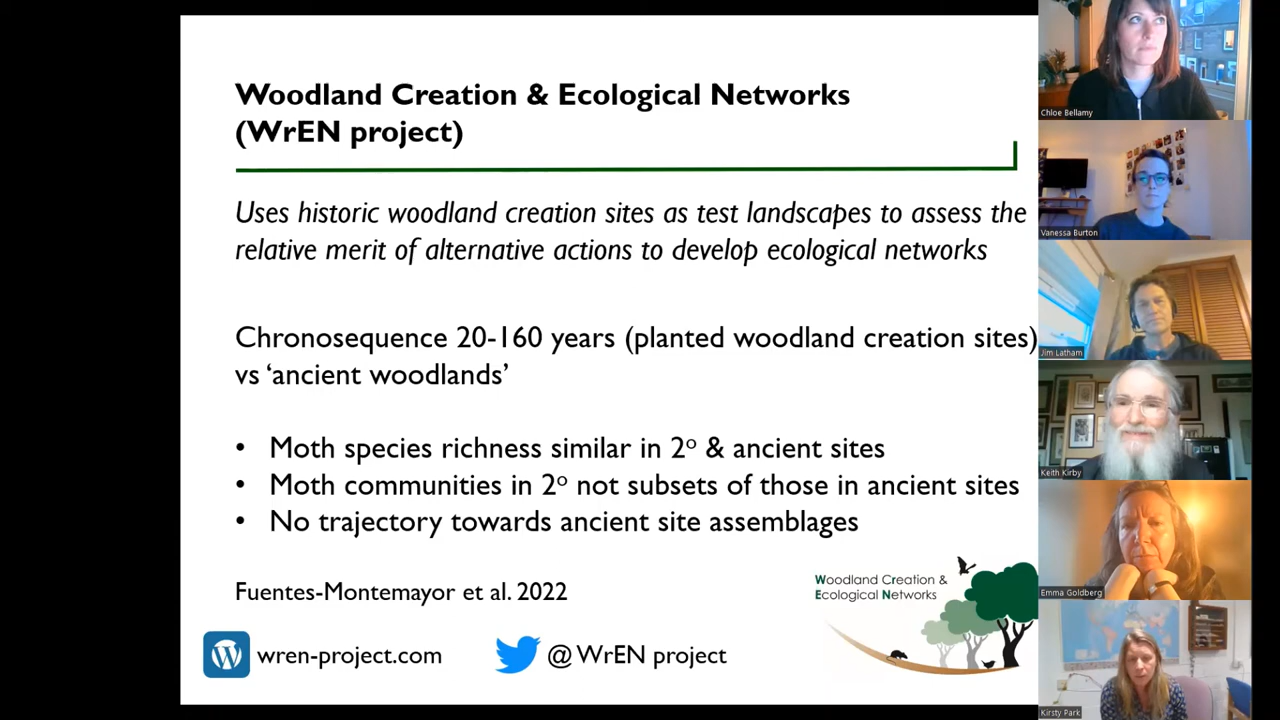 Woodland Creation & Ecological Networks
(WrEN project)
Uses historic woodland creation sites as test landscapes to assess the
relative merit of alternative actions to develop ecological networks
Chronosequence 20-160 years (planted woodland creation sites)
vs ‘ancient woodlands’
• Moth species richness similar in 2º & ancient sites
• Moth communities in 2º not subsets of those in ancient sites
• No trajectory towards ancient site assemblages
Fuentes-Montemayor et al. 2022
Woodland Creation &
Ecological Networks
wren-project.com
@WrEN project
Chloe Bellamy
Vanessa Burton
Jim Latham
Keith Kirby
Emma Goldberg
Kirsty Park